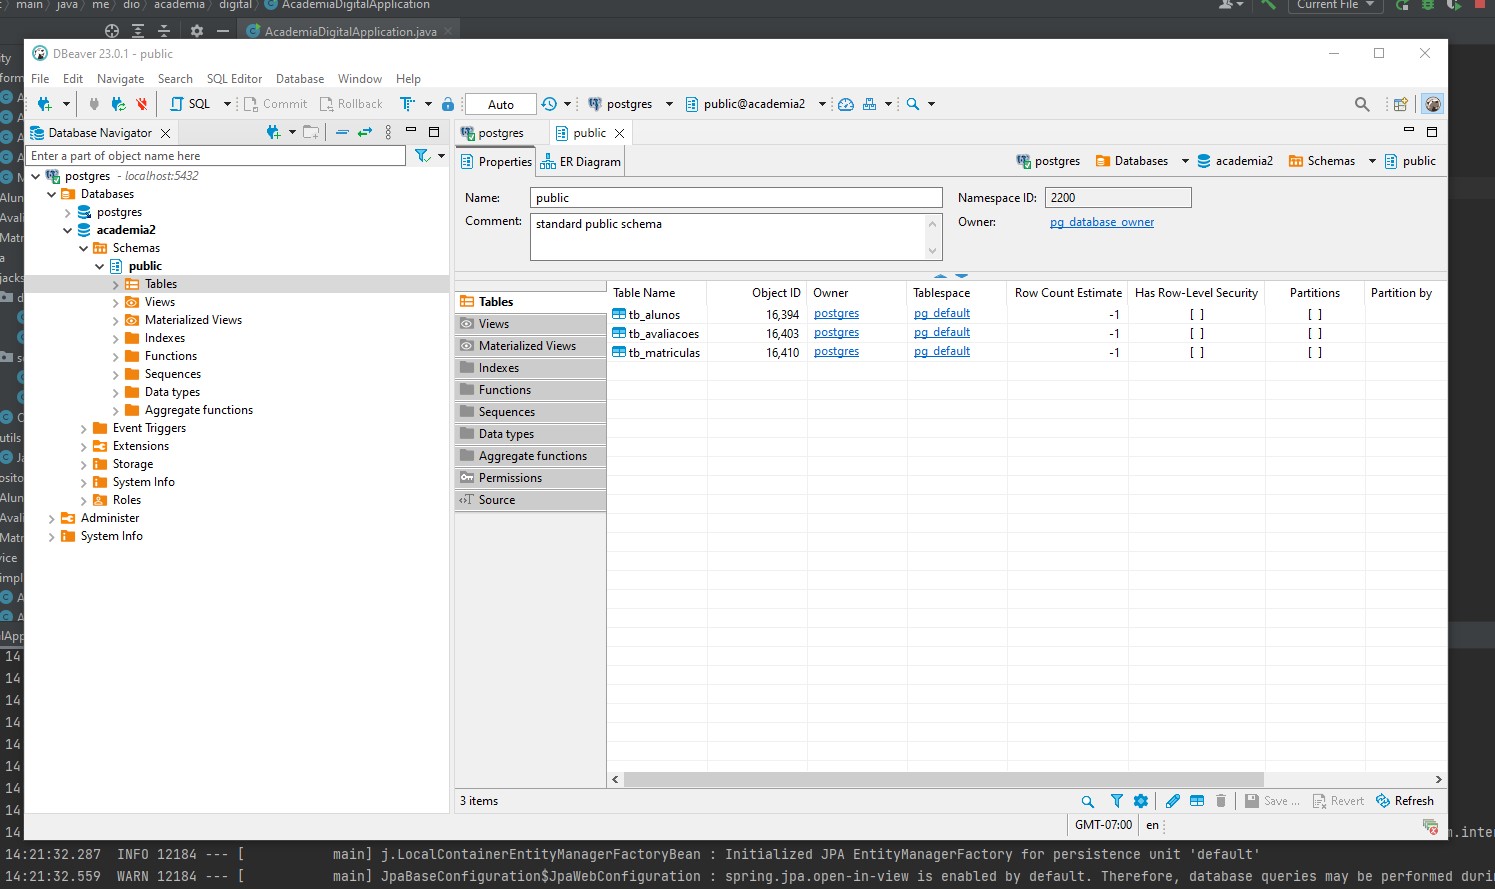 main java me dio academia digital AcademiaDigitalApplication
Current File
AcademiaDigitalApplication.java
DBeaver 23.0.1 - public
File Edit Navigate Search SQL Editor Database Window Help
SQL Commit Rollback Auto postgres public@academia2
Database Navigator
postgres public
Enter a part of object name here
Properties ER Diagram
postgres Databases academia2 Schemas public
postgres - localhost:5432
Databases
postgres
academia2
Schemas
public
Tables
Views
Materialized Views
Indexes
Functions
Sequences
Data types
Aggregate functions
Event Triggers
Extensions
Storage
System Info
Roles
Administer
System Info
Name: public
Namespace ID: 2200
Comment: standard public schema
Owner: pg_database_owner
Tables
Views
Materialized Views
Indexes
Functions
Sequences
Data types
Aggregate functions
Permissions
Source
Table Name Object ID Owner Tablespace Row Count Estimate Has Row-Level Security Partitions Partition by
tb_alunos 16,394 postgres pg_default -1 [ ] [ ]
tb_avaliacoes 16,403 postgres pg_default -1 [ ] [ ]
tb_matriculas 16,410 postgres pg_default -1 [ ] [ ]
3 items
Save ... Revert Refresh
GMT-07:00 en
14
14
14
14
14
14
14
14
14
14:21:32.287 INFO 12184 --- [ main] j.LocalContainerEntityManagerFactoryBean : Initialized JPA EntityManagerFactory for persistence unit 'default'
14:21:32.559 WARN 12184 --- [ main] JpaBaseConfiguration$JpaWebConfiguration : spring.jpa.open-in-view is enabled by default. Therefore, database queries may be performed duri